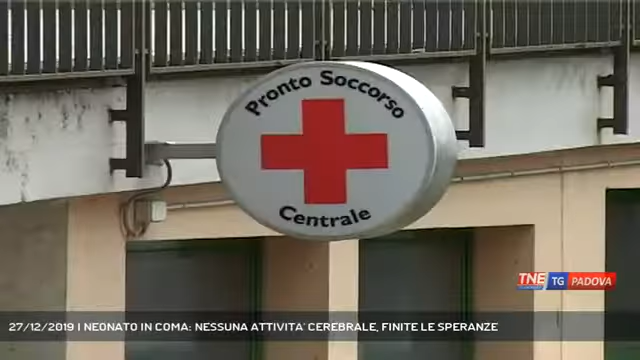 Pronto Soccorso
Centrale
TNE TG PADOVA
27/12/2019 | NEONATO IN COMA: NESSUNA ATTIVITA' CEREBRALE, FINITE LE SPERANZE